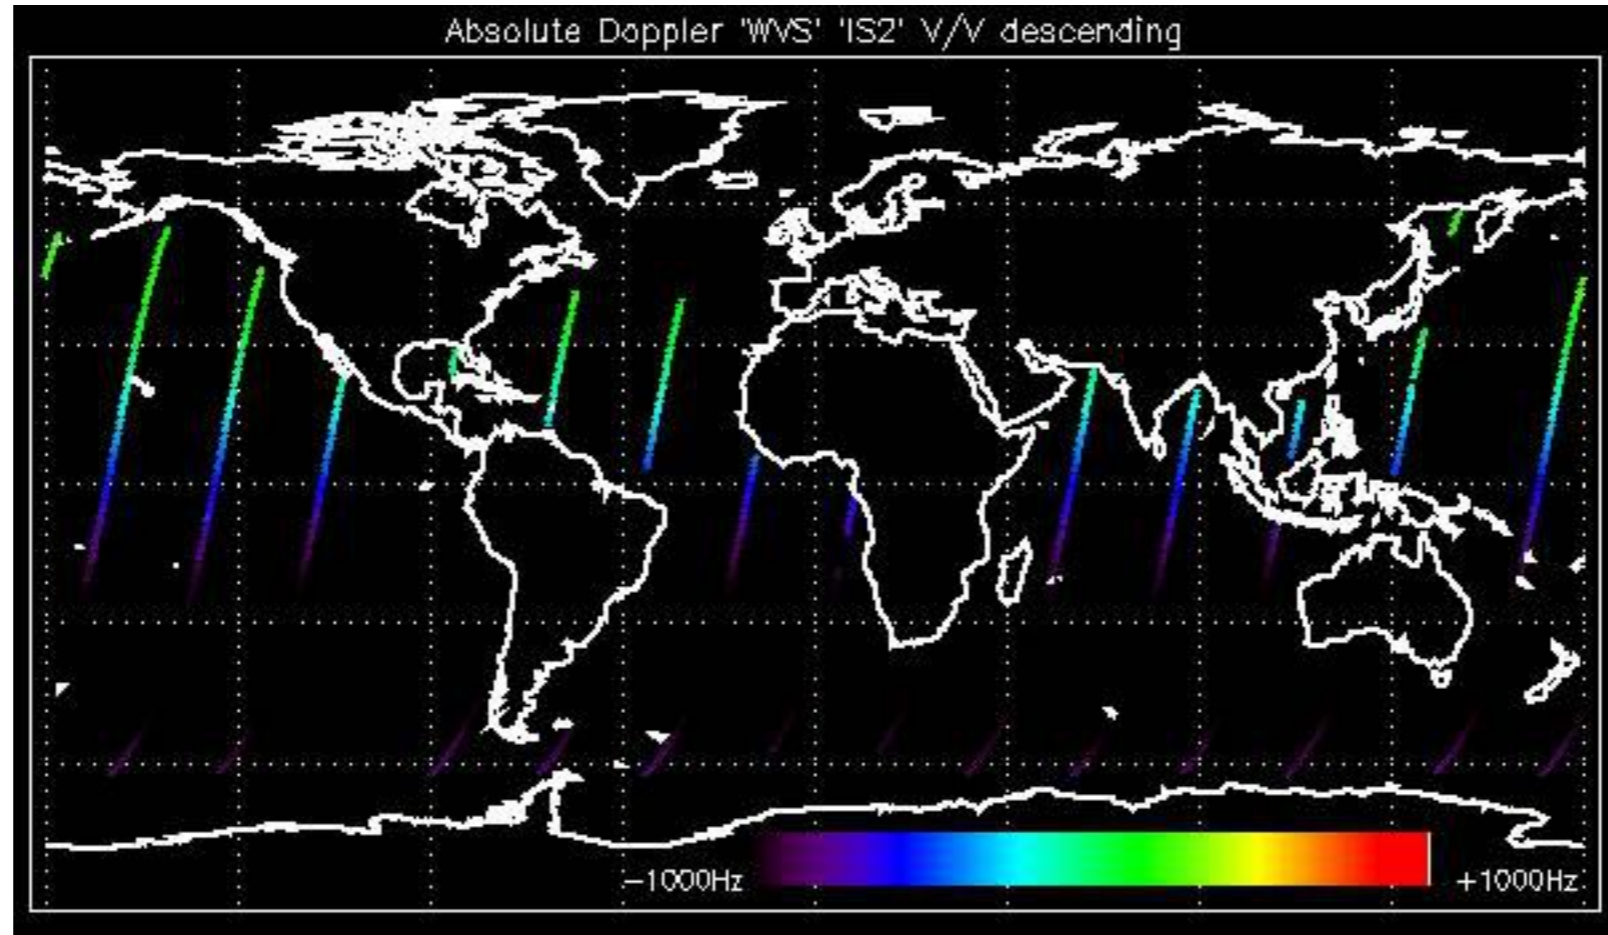 Absolute Doppler 'WVS' 'IS2' V/V descending
−1000Hz
+1000Hz